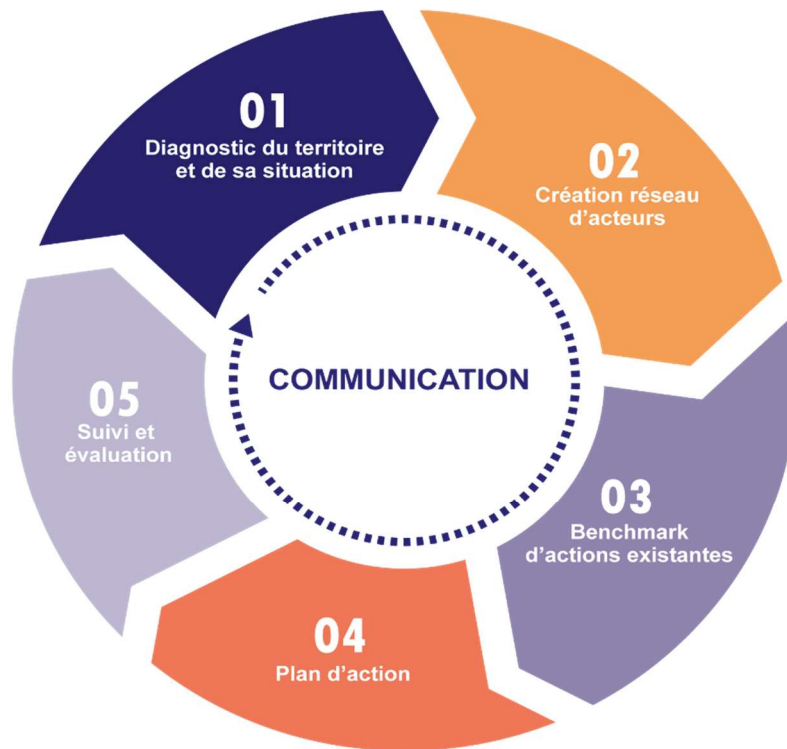 01
Diagnostic du territoire
et de sa situation
02
Création réseau
d'acteurs
03
Benchmark
d'actions existantes
04
Plan d'action
05
Suivi et
évaluation
COMMUNICATION